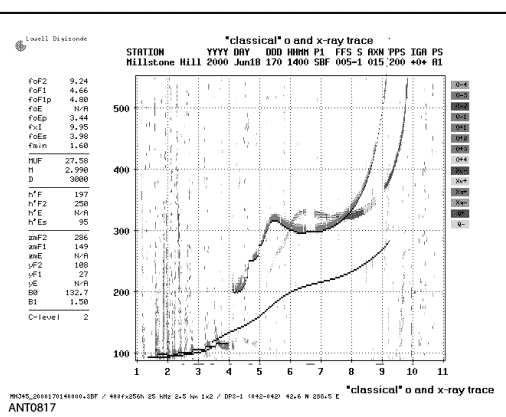 Lowell Digisonde
"classical" o and x-ray trace
STATION YYYY DAY DDD HHMM P1 FFS S AXN PPS IGA PS
Millstone Hill 2000 Jun18 170 1400 SBF 005-1 015 200 +0+ A1
foF2 9.24
foF1 4.66
foF1p 4.80
foE N/A
foEp 3.44
fxI 9.95
foEs 3.98
fmin 1.60
MUF 27.58
M 2.990
D 3000
h'F 197
h'F2 250
h'E N/A
h'Es 95
zmF2 286
zmF1 149
zmE N/A
yF2 108
yF1 27
yE N/A
B0 132.7
B1 1.50
C-level 2
500
400
300
200
100
1 2 3 4 5 6 7 8 9 10 11
O-4
O-3
O-2
O-1
O+1
O+2
O+3
O+4
X+
X-
"classical" o and x-ray trace
MHJ45_2000170140000.SBF / 400fx256h 25 kHz 2.5 km 1x2 / DPS-1 (042-042) 42.6 N 288.5 E
ANT0817